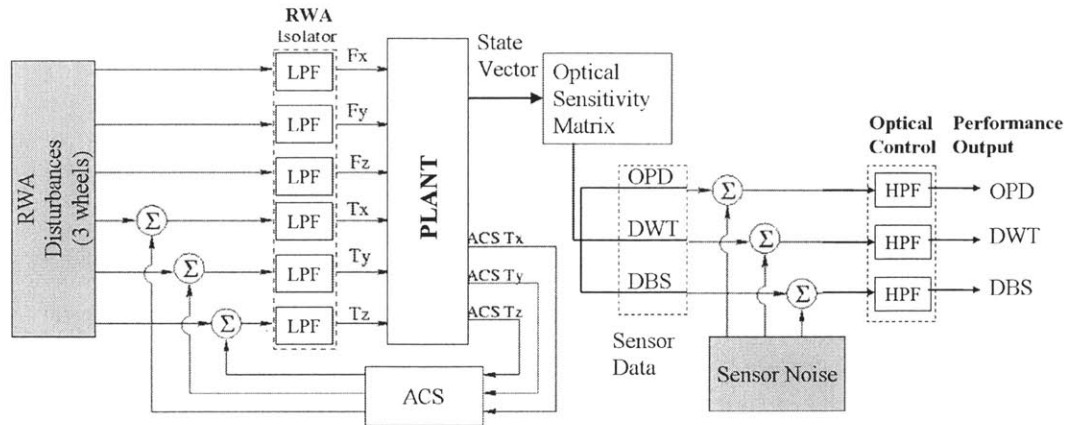 RWA
Isolator
RWA
Disturbances
(3 wheels)
LPF
LPF
LPF
LPF
LPF
LPF
Fx
Fy
Fz
Tx
Ty
Tz
Σ
Σ
Σ
PLANT
ACS Tx
ACS Ty
ACS Tz
ACS
State
Vector
Optical
Sensitivity
Matrix
OPD
DWT
DBS
Sensor
Data
Σ
Σ
Σ
Sensor Noise
Optical
Control
HPF
HPF
HPF
Performance
Output
OPD
DWT
DBS